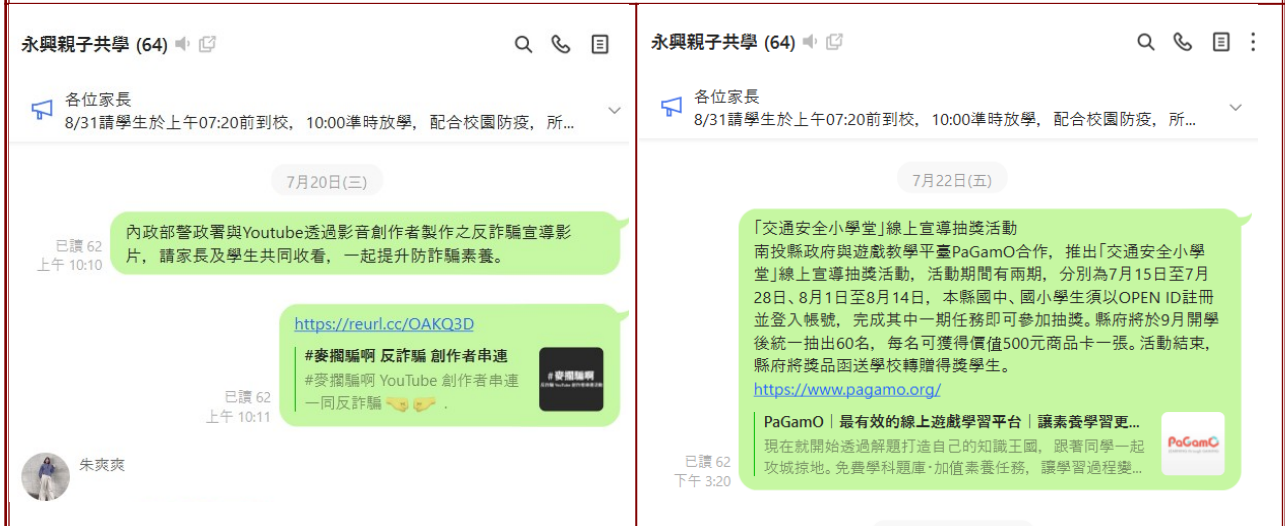 永興親子共學 (64)
各位家長
8/31請學生於上午07:20前到校，10:00準時放學，配合校園防疫，所...
7月20日(三)
內政部警政署與Youtube透過影音創作者製作之反詐騙宣導影
片，請家長及學生共同收看，一起提升防詐騙素養。
已讀 62
上午 10:10
https://reurl.cc/OAKQ3D
#麥擱騙啊 反詐騙 創作者串連
#麥擱騙啊 YouTube 創作者串連
一同反詐騙🤜🤛 .
#麥擱騙啊
已讀 62
上午 10:11
朱爽爽
永興親子共學 (64)
各位家長
8/31請學生於上午07:20前到校，10:00準時放學，配合校園防疫，所...
7月22日(五)
「交通安全小學堂」線上宣導抽獎活動
南投縣政府與遊戲教學平臺PaGamO合作，推出「交通安全小學
堂」線上宣導抽獎活動，活動期間有兩期，分別為7月15日至7月
28日、8月1日至8月14日，本縣國中、國小學生須以OPEN ID註冊
並登入帳號，完成其中一期任務即可參加抽獎。縣府將於9月開學
後統一抽出60名，每名可獲得價值500元商品卡一張。活動結束，
縣府將獎品函送學校轉贈得獎學生。
https://www.pagamo.org/
PaGamO｜最有效的線上遊戲學習平台｜讓素養學習更...
現在就開始透過解題打造自己的知識王國，跟著同學一起
攻城掠地。免費學科題庫·加值素養任務，讓學習過程變...
PaGamO
已讀 62
下午 3:20